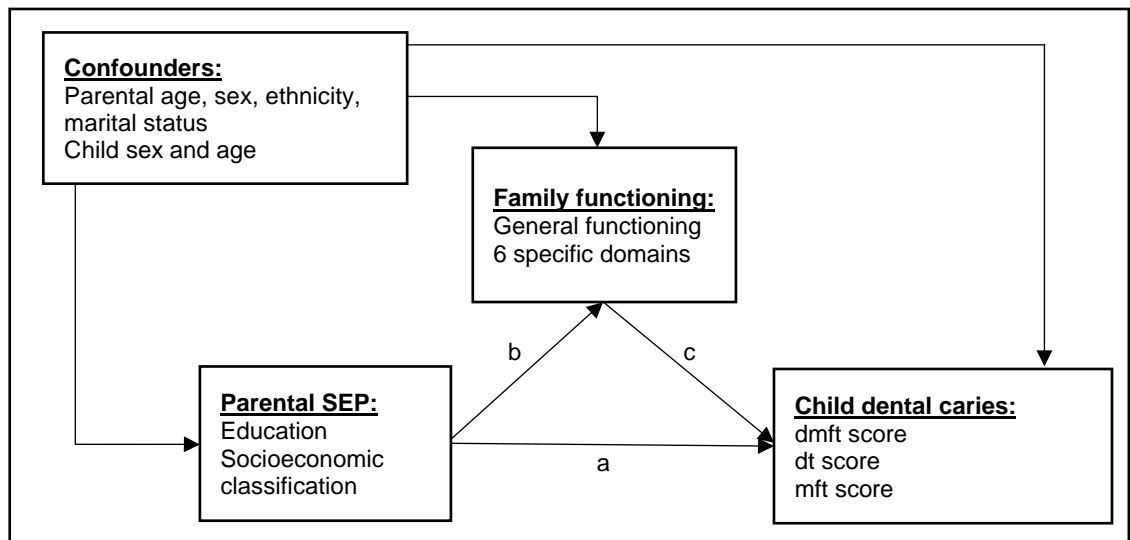 Confounders:
Parental age, sex, ethnicity,
marital status
Child sex and age
Family functioning:
General functioning
6 specific domains
b
c
Parental SEP:
Education
Socioeconomic
classification
a
Child dental caries:
dmft score
dt score
mft score